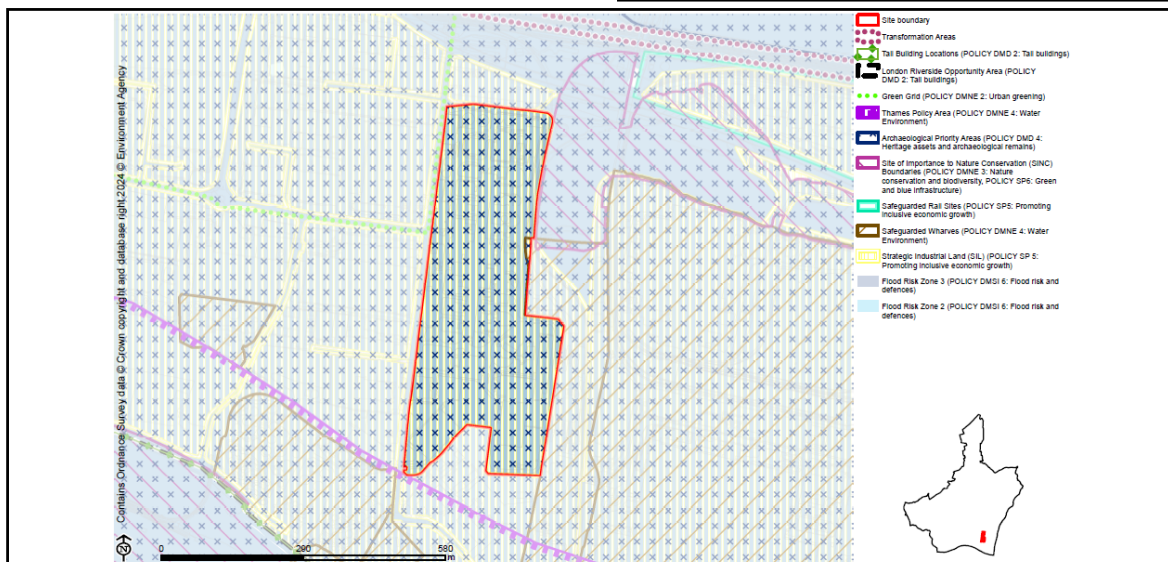 Contains Ordnance Survey data © Crown copyright and database right 2024 © Environment Agency
Site boundary
Transformation Areas
Tall Building Locations (POLICY DMD 2: Tall buildings)
London Riverside Opportunity Area (POLICY
DMD 2: Tall buildings)
Green Grid (POLICY DMNE 2: Urban greening)
Thames Policy Area (POLICY DMNE 4: Water
Environment)
Archaeological Priority Areas (POLICY DMD 4:
Heritage assets and archaeological remains)
Site of Importance to Nature Conservation (SINC)
Boundaries (POLICY DMNE 3: Nature
conservation and biodiversity, POLICY SP6: Green
and blue infrastructure)
Safeguarded Rail Sites (POLICY SP5: Promoting
inclusive economic growth)
Safeguarded Wharves (POLICY DMNE 4: Water
Environment)
Strategic Industrial Land (SIL) (POLICY SP 5:
Promoting inclusive economic growth)
Flood Risk Zone 3 (POLICY DMSI 6: Flood risk and
defences)
Flood Risk Zone 2 (POLICY DMSI 6: Flood risk and
defences)
0 290 580
m